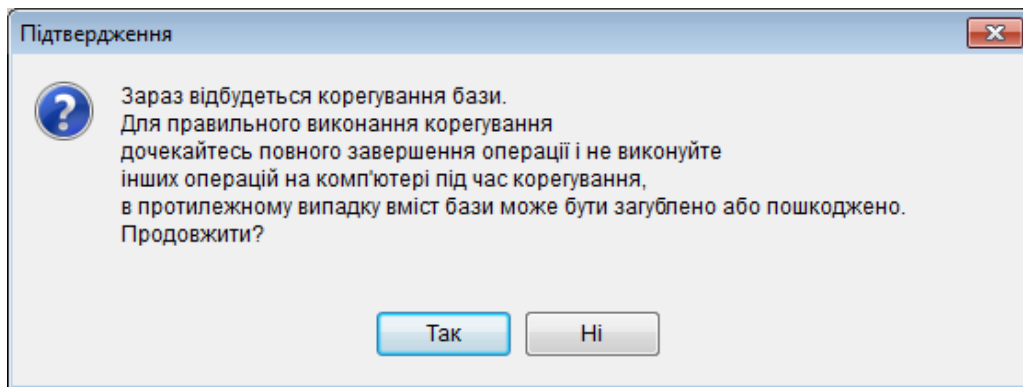 Підтвердження
Зараз відбудеться корегування бази.
Для правильного виконання корегування
дочекайтесь повного завершення операції і не виконуйте
інших операцій на комп'ютері під час корегування,
в протилежному випадку вміст бази може бути загублено або пошкоджено.
Продовжити?
Так Ні